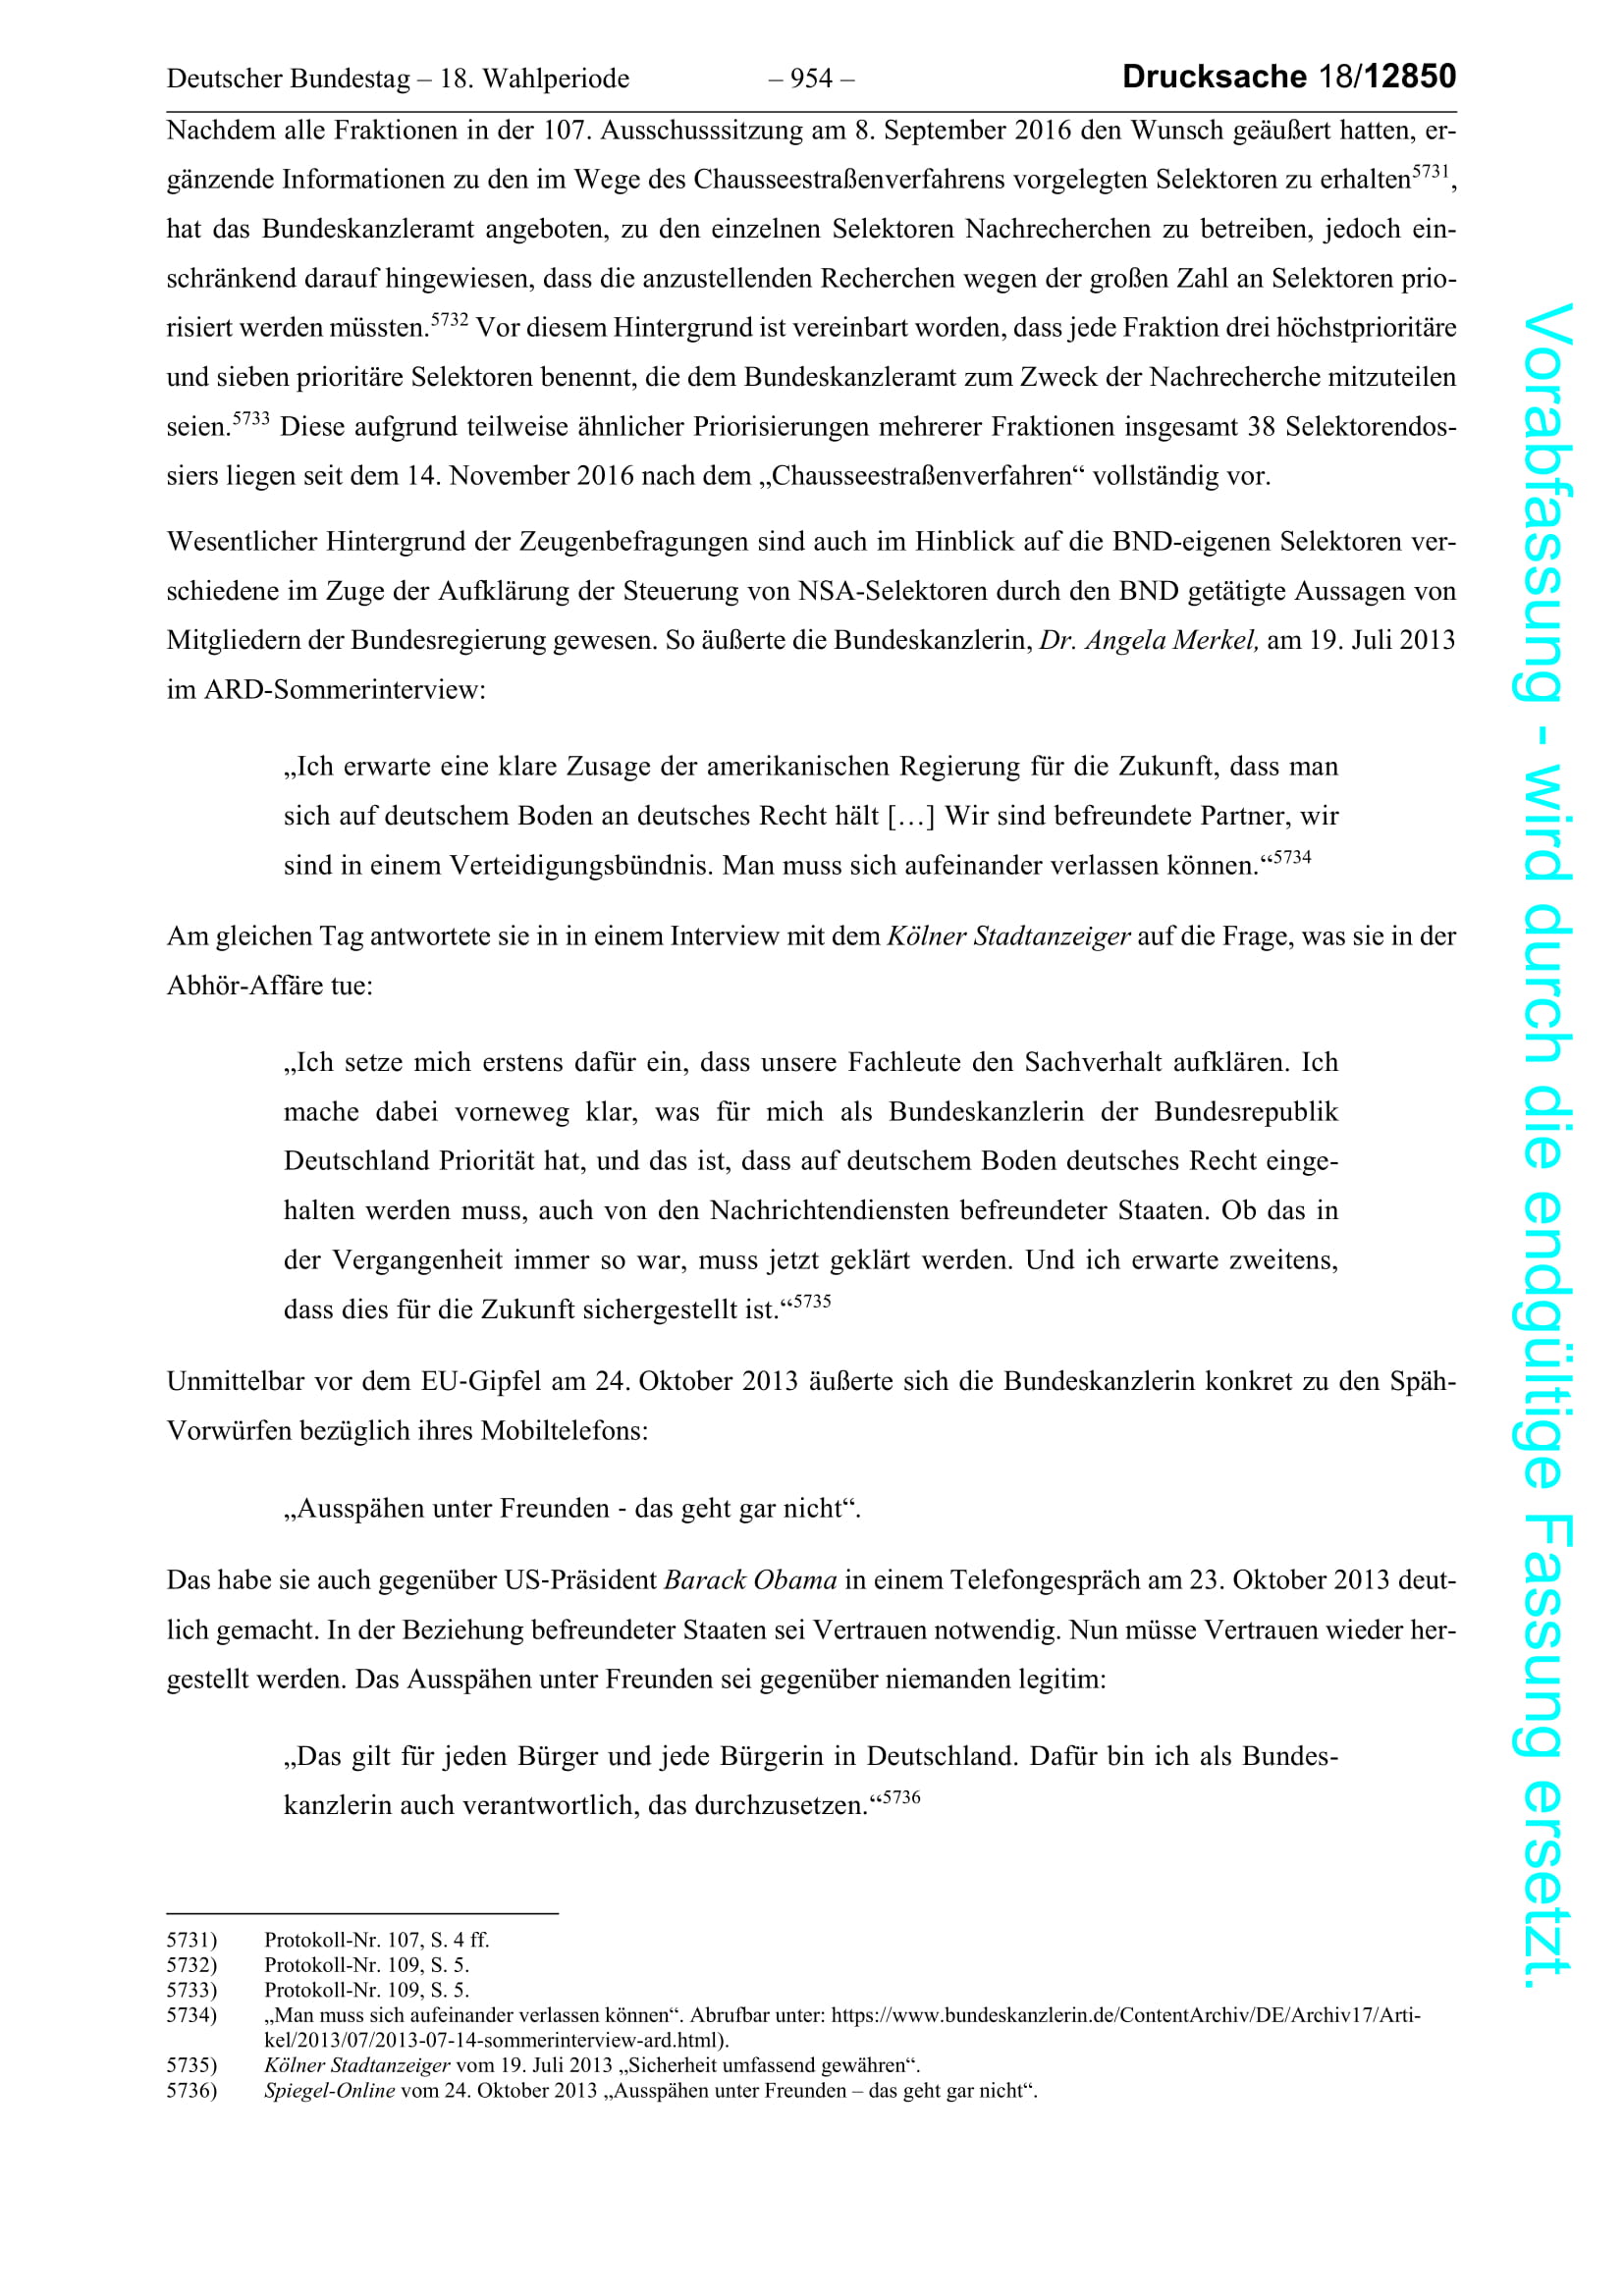 Deutscher Bundestag – 18. Wahlperiode – 954 – Drucksache 18/12850
Nachdem alle Fraktionen in der 107. Ausschusssitzung am 8. September 2016 den Wunsch geäußert hatten, er-
gänzende Informationen zu den im Wege des Chausseestraßenverfahrens vorgelegten Selektoren zu erhalten5731,
hat das Bundeskanzleramt angeboten, zu den einzelnen Selektoren Nachrecherchen zu betreiben, jedoch ein-
schränkend darauf hingewiesen, dass die anzustellenden Recherchen wegen der großen Zahl an Selektoren prio-
risiert werden müssten.5732 Vor diesem Hintergrund ist vereinbart worden, dass jede Fraktion drei höchstprioritäre
und sieben prioritäre Selektoren benennt, die dem Bundeskanzleramt zum Zweck der Nachrecherche mitzuteilen
seien.5733 Diese aufgrund teilweise ähnlicher Priorisierungen mehrerer Fraktionen insgesamt 38 Selektorendos-
siers liegen seit dem 14. November 2016 nach dem „Chausseestraßenverfahren“ vollständig vor.
Wesentlicher Hintergrund der Zeugenbefragungen sind auch im Hinblick auf die BND-eigenen Selektoren ver-
schiedene im Zuge der Aufklärung der Steuerung von NSA-Selektoren durch den BND getätigte Aussagen von
Mitgliedern der Bundesregierung gewesen. So äußerte die Bundeskanzlerin, Dr. Angela Merkel, am 19. Juli 2013
im ARD-Sommerinterview:
„Ich erwarte eine klare Zusage der amerikanischen Regierung für die Zukunft, dass man
sich auf deutschem Boden an deutsches Recht hält […] Wir sind befreundete Partner, wir
sind in einem Verteidigungsbündnis. Man muss sich aufeinander verlassen können.“5734
Am gleichen Tag antwortete sie in in einem Interview mit dem Kölner Stadtanzeiger auf die Frage, was sie in der
Abhör-Affäre tue:
„Ich setze mich erstens dafür ein, dass unsere Fachleute den Sachverhalt aufklären. Ich
mache dabei vorneweg klar, was für mich als Bundeskanzlerin der Bundesrepublik
Deutschland Priorität hat, und das ist, dass auf deutschem Boden deutsches Recht einge-
halten werden muss, auch von den Nachrichtendiensten befreundeter Staaten. Ob das in
der Vergangenheit immer so war, muss jetzt geklärt werden. Und ich erwarte zweitens,
dass dies für die Zukunft sichergestellt ist.“5735
Unmittelbar vor dem EU-Gipfel am 24. Oktober 2013 äußerte sich die Bundeskanzlerin konkret zu den Späh-
Vorwürfen bezüglich ihres Mobiltelefons:
„Ausspähen unter Freunden - das geht gar nicht“.
Das habe sie auch gegenüber US-Präsident Barack Obama in einem Telefongespräch am 23. Oktober 2013 deut-
lich gemacht. In der Beziehung befreundeter Staaten sei Vertrauen notwendig. Nun müsse Vertrauen wieder her-
gestellt werden. Das Ausspähen unter Freunden sei gegenüber niemanden legitim:
„Das gilt für jeden Bürger und jede Bürgerin in Deutschland. Dafür bin ich als Bundes-
kanzlerin auch verantwortlich, das durchzusetzen.“5736
5731) Protokoll-Nr. 107, S. 4 ff.
5732) Protokoll-Nr. 109, S. 5.
5733) Protokoll-Nr. 109, S. 5.
5734) „Man muss sich aufeinander verlassen können“. Abrufbar unter: https://www.bundeskanzlerin.de/ContentArchiv/DE/Archiv17/Arti-
kel/2013/07/2013-07-14-sommerinterview-ard.html).
5735) Kölner Stadtanzeiger vom 19. Juli 2013 „Sicherheit umfassend gewähren“.
5736) Spiegel-Online vom 24. Oktober 2013 „Ausspähen unter Freunden – das geht gar nicht“.
Vorabfassung - wird durch die endgültige Fassung ersetzt.